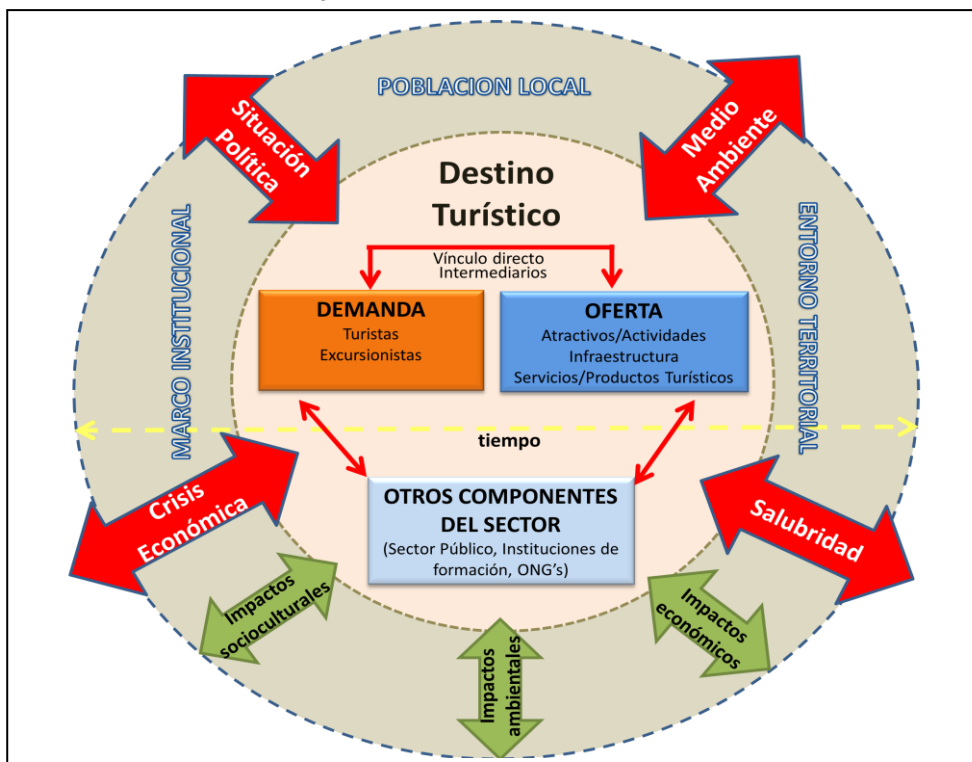 POBLACION LOCAL
Situación
Política
Medio
Ambiente
Destino
Turístico
MARCO INSTITUCIONAL
ENTORNO TERRITORIAL
Vínculo directo
Intermediarios
DEMANDA
Turistas
Excursionistas
OFERTA
Atractivos/Actividades
Infraestructura
Servicios/Productos Turísticos
tiempo
Crisis
Económica
OTROS COMPONENTES
DEL SECTOR
(Sector Público, Instituciones de
formación, ONG's)
Salubridad
Impactos
socioculturales
Impactos
ambientales
Impactos
económicos